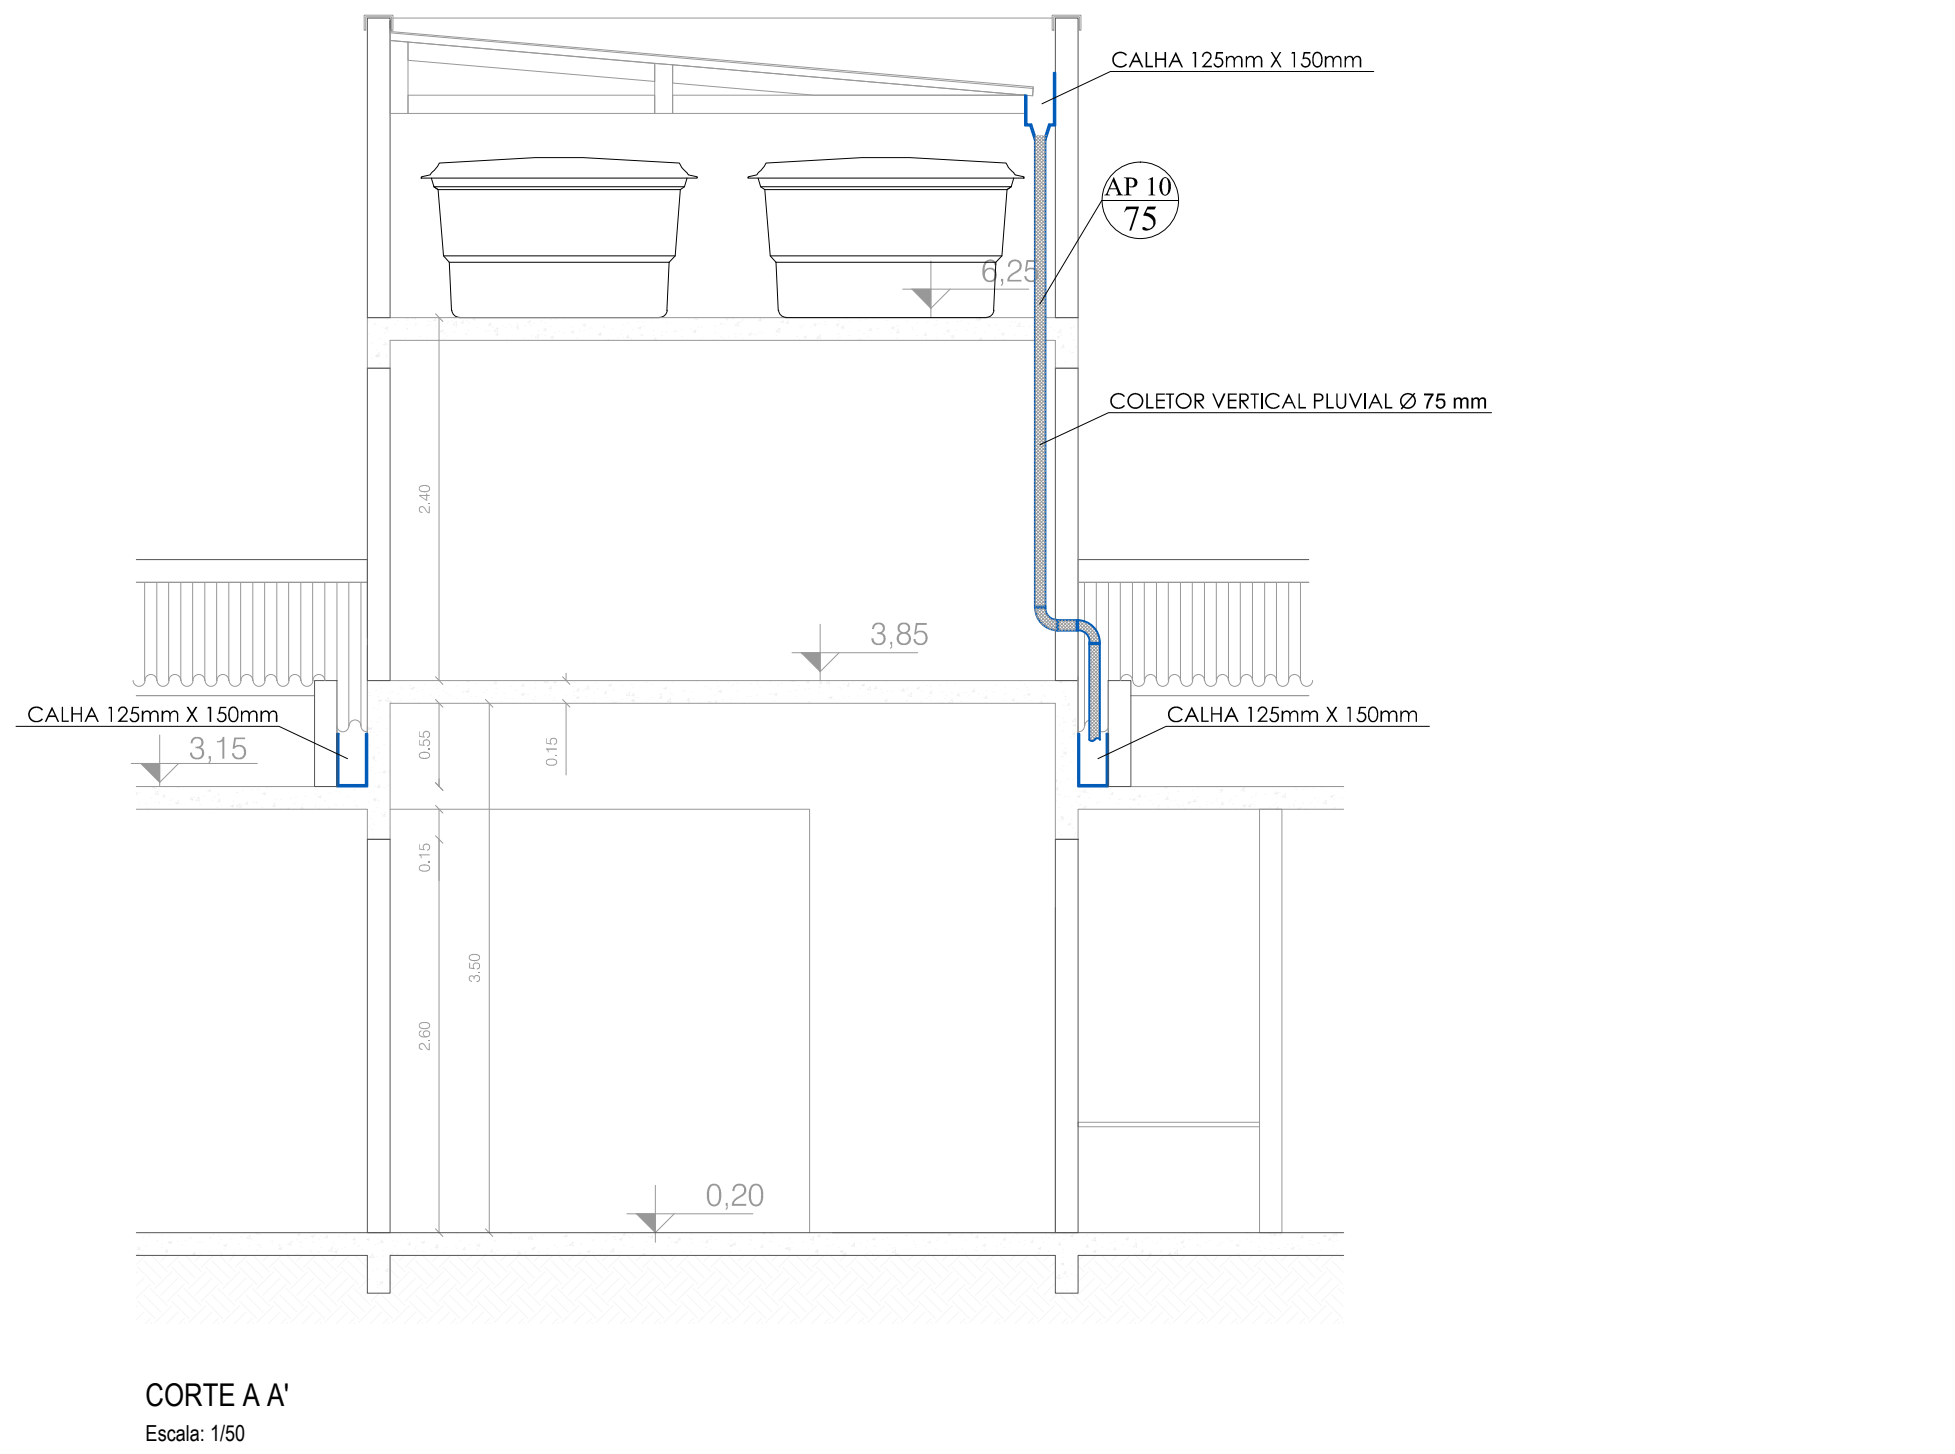 CALHA 125mm X 150mm
AP 10
75
6,25
COLETOR VERTICAL PLUVIAL Ø 75 mm
2.40
3,85
CALHA 125mm X 150mm
CALHA 125mm X 150mm
3,15
0.55
0.15
0.15
3.50
2.60
0,20
CORTE A A'
Escala: 1/50